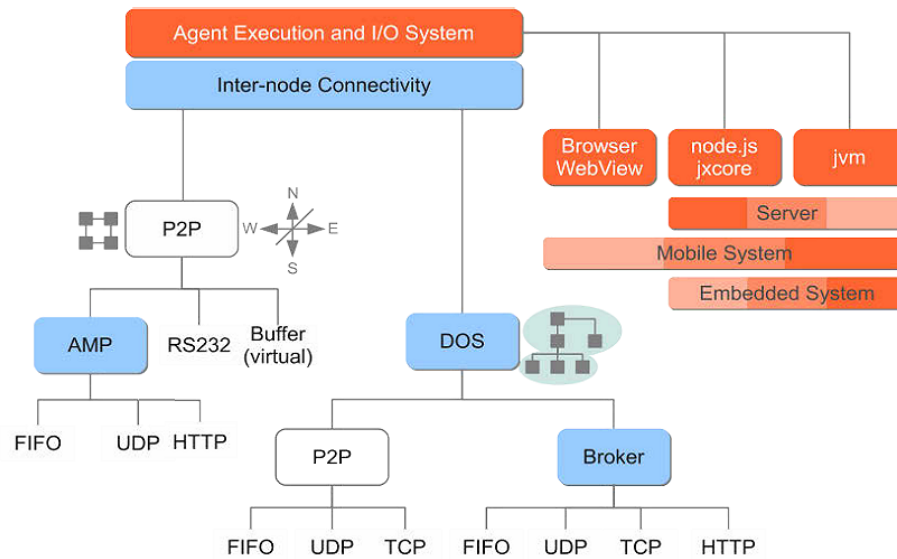 Agent Execution and I/O System
Inter-node Connectivity
Browser
WebView
node.js
jxcore
jvm
Server
Mobile System
Embedded System
P2P
N
W
E
S
AMP
RS232
Buffer
(virtual)
DOS
FIFO
UDP
HTTP
P2P
Broker
FIFO
UDP
TCP
FIFO
UDP
TCP
HTTP